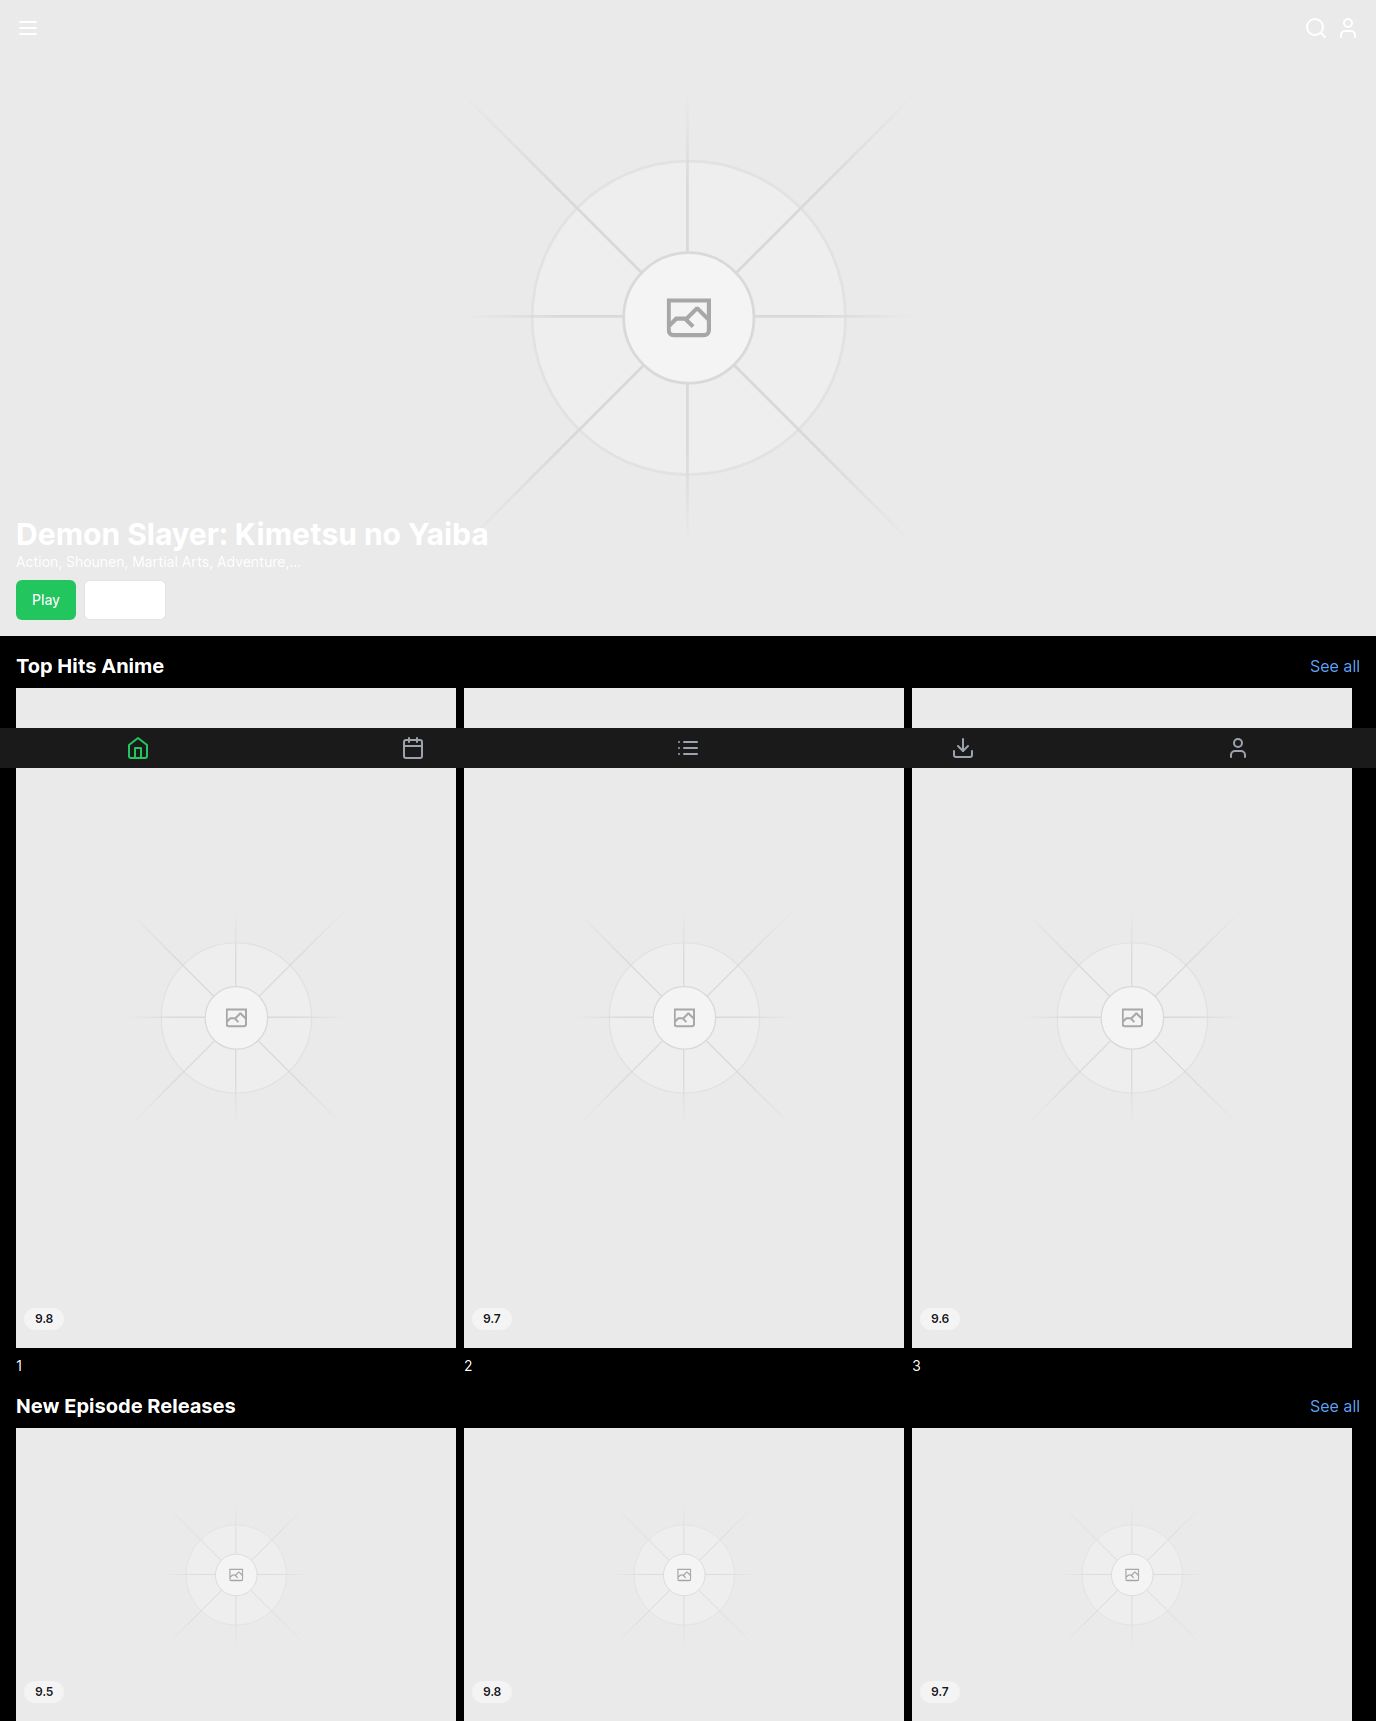 Demon Slayer: Kimetsu no Yaiba
Action, Shounen, Martial Arts, Adventure,...
Play
Top Hits Anime
See all
9.8
9.7
9.6
1
2
3
New Episode Releases
See all
9.5
9.8
9.7